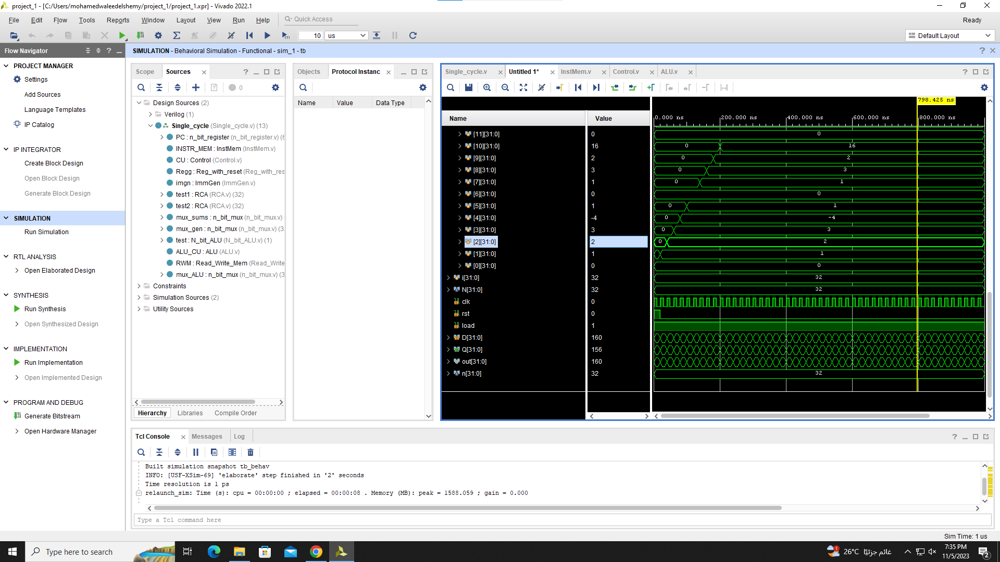 project_1 - [C:/Users/mohamedwaleedelshemy/project_1/project_1.xpr] - Vivado 2022.1
File Edit Flow Tools Reports Window Layout View Run Help Quick Access
Ready
10 us
Default Layout
Flow Navigator
PROJECT MANAGER
Settings
Add Sources
Language Templates
IP Catalog
IP INTEGRATOR
Create Block Design
Open Block Design
Generate Block Design
SIMULATION
Run Simulation
RTL ANALYSIS
Open Elaborated Design
SYNTHESIS
Run Synthesis
Open Synthesized Design
IMPLEMENTATION
Run Implementation
Open Implemented Design
PROGRAM AND DEBUG
Generate Bitstream
Open Hardware Manager
SIMULATION - Behavioral Simulation - Functional - sim_1 - tb
Scope Sources
0
Design Sources (2)
Verilog (1)
Single_cycle (Single_cycle.v) (13)
PC : n_bit_register (n_bit_register.v) (6
INSTR_MEM : InstMem (InstMem.v)
CU : Control (Control.v)
Regg : Reg_with_reset (Reg_with_res
imgn : ImmGen (ImmGen.v)
test1 : RCA (RCA.v) (32)
test2 : RCA (RCA.v) (32)
mux_sums : n_bit_mux (n_bit_mux.v)
mux_gen : n_bit_mux (n_bit_mux.v) (3
test : N_bit_ALU (N_bit_ALU.v) (1)
ALU_CU : ALU (ALU.v)
RWM : Read_Write_Mem (Read_Write
mux_ALU : n_bit_mux (n_bit_mux.v) (3
Constraints
Simulation Sources (2)
Utility Sources
Hierarchy Libraries Compile Order
Objects Protocol Instanc
Name Value Data Type
Single_cycle.v Untitled 1* InstMem.v Control.v ALU.v
798.425 ns
Name Value
0.000 ns 200.000 ns 400.000 ns 600.000 ns 800.000 ns
[11][31:0] 0 0
[10][31:0] 16 0 16
[9][31:0] 2 0 2
[8][31:0] 3 0 3
[7][31:0] 1 0 1
[6][31:0] 0 0
[5][31:0] 1 0 1
[4][31:0] -4 0 -4
[3][31:0] 3 0 3
[2][31:0] 2 0 2
[1][31:0] 1 1
[0][31:0] 0 0
i[31:0] 32 32
N[31:0] 32 32
clk 0
rst 0
load 1
D[31:0] 160
Q[31:0] 156
out[31:0] 160
n[31:0] 32 32
Tcl Console Messages Log
Built simulation snapshot tb_behav
INFO: [USF-XSim-69] 'elaborate' step finished in '2' seconds
Time resolution is 1 ps
relaunch_sim: Time (s): cpu = 00:00:00 ; elapsed = 00:00:08 . Memory (MB): peak = 1588.059 ; gain = 0.000
Type a Tcl command here
Sim Time: 1 us
Type here to search
1
26°C غائم جزئيًا
7:35 PM
11/5/2023
2